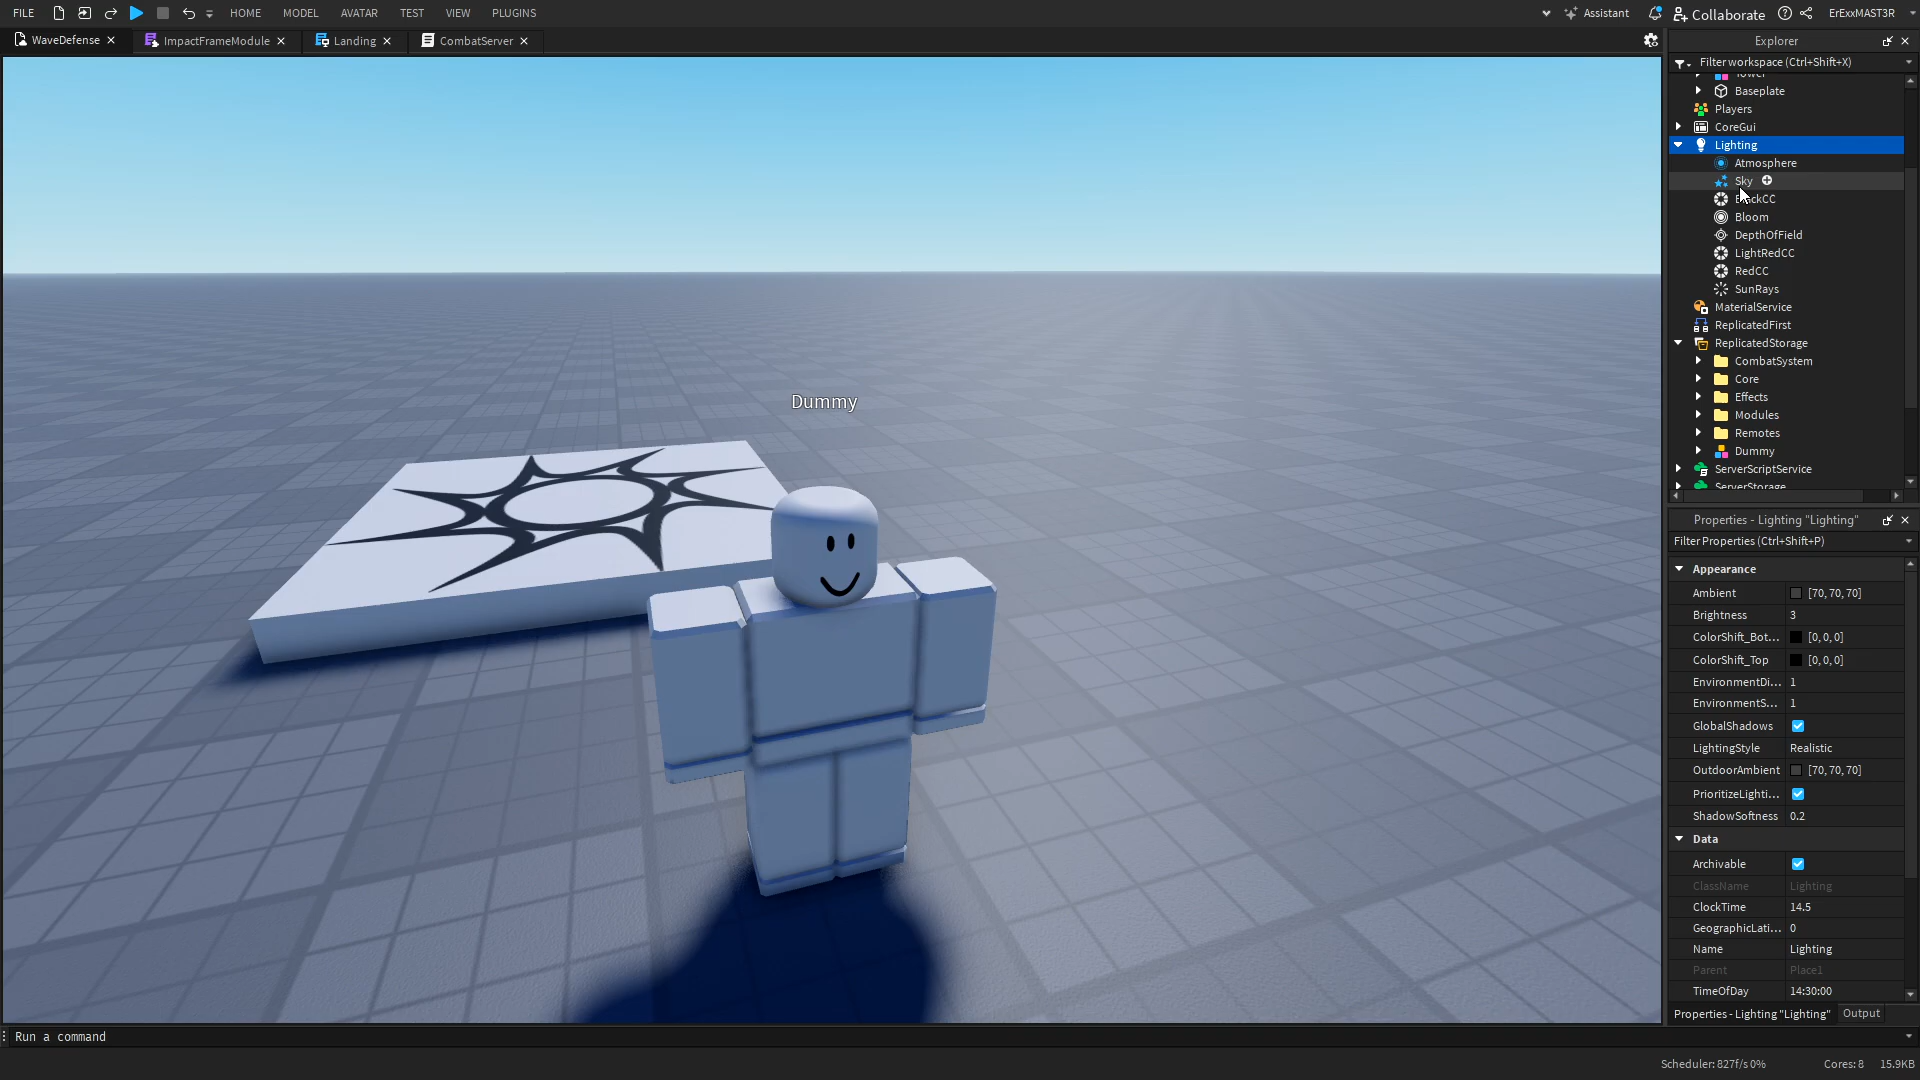 FILE HOME MODEL AVATAR TEST VIEW PLUGINS Assistant Collaborate ErExxMAST3R
WaveDefense ImpactFrameModule Landing CombatServer
Dummy
Run a command
Explorer
Filter workspace (Ctrl+Shift+X)
Tower
Baseplate
Players
CoreGui
Lighting
Atmosphere
Sky
Bloom
DepthOfField
LightRedCC
RedCC
SunRays
MaterialService
ReplicatedFirst
ReplicatedStorage
CombatSystem
Core
Effects
Modules
Remotes
Dummy
ServerScriptService
ServerStorage
Properties - Lighting "Lighting"
Filter Properties (Ctrl+Shift+P)
Appearance
Ambient [70, 70, 70]
Brightness 3
ColorShift_Bot... [0, 0, 0]
ColorShift_Top [0, 0, 0]
EnvironmentDi... 1
EnvironmentS... 1
GlobalShadows
LightingStyle Realistic
OutdoorAmbient [70, 70, 70]
PrioritizeLighti...
ShadowSoftness 0.2
Data
Archivable
ClassName Lighting
ClockTime 14.5
GeographicLati... 0
Name Lighting
Parent Place1
TimeOfDay 14:30:00
Properties - Lighting "Lighting" Output
Scheduler: 827f/s 0% Cores: 8 15.9KB